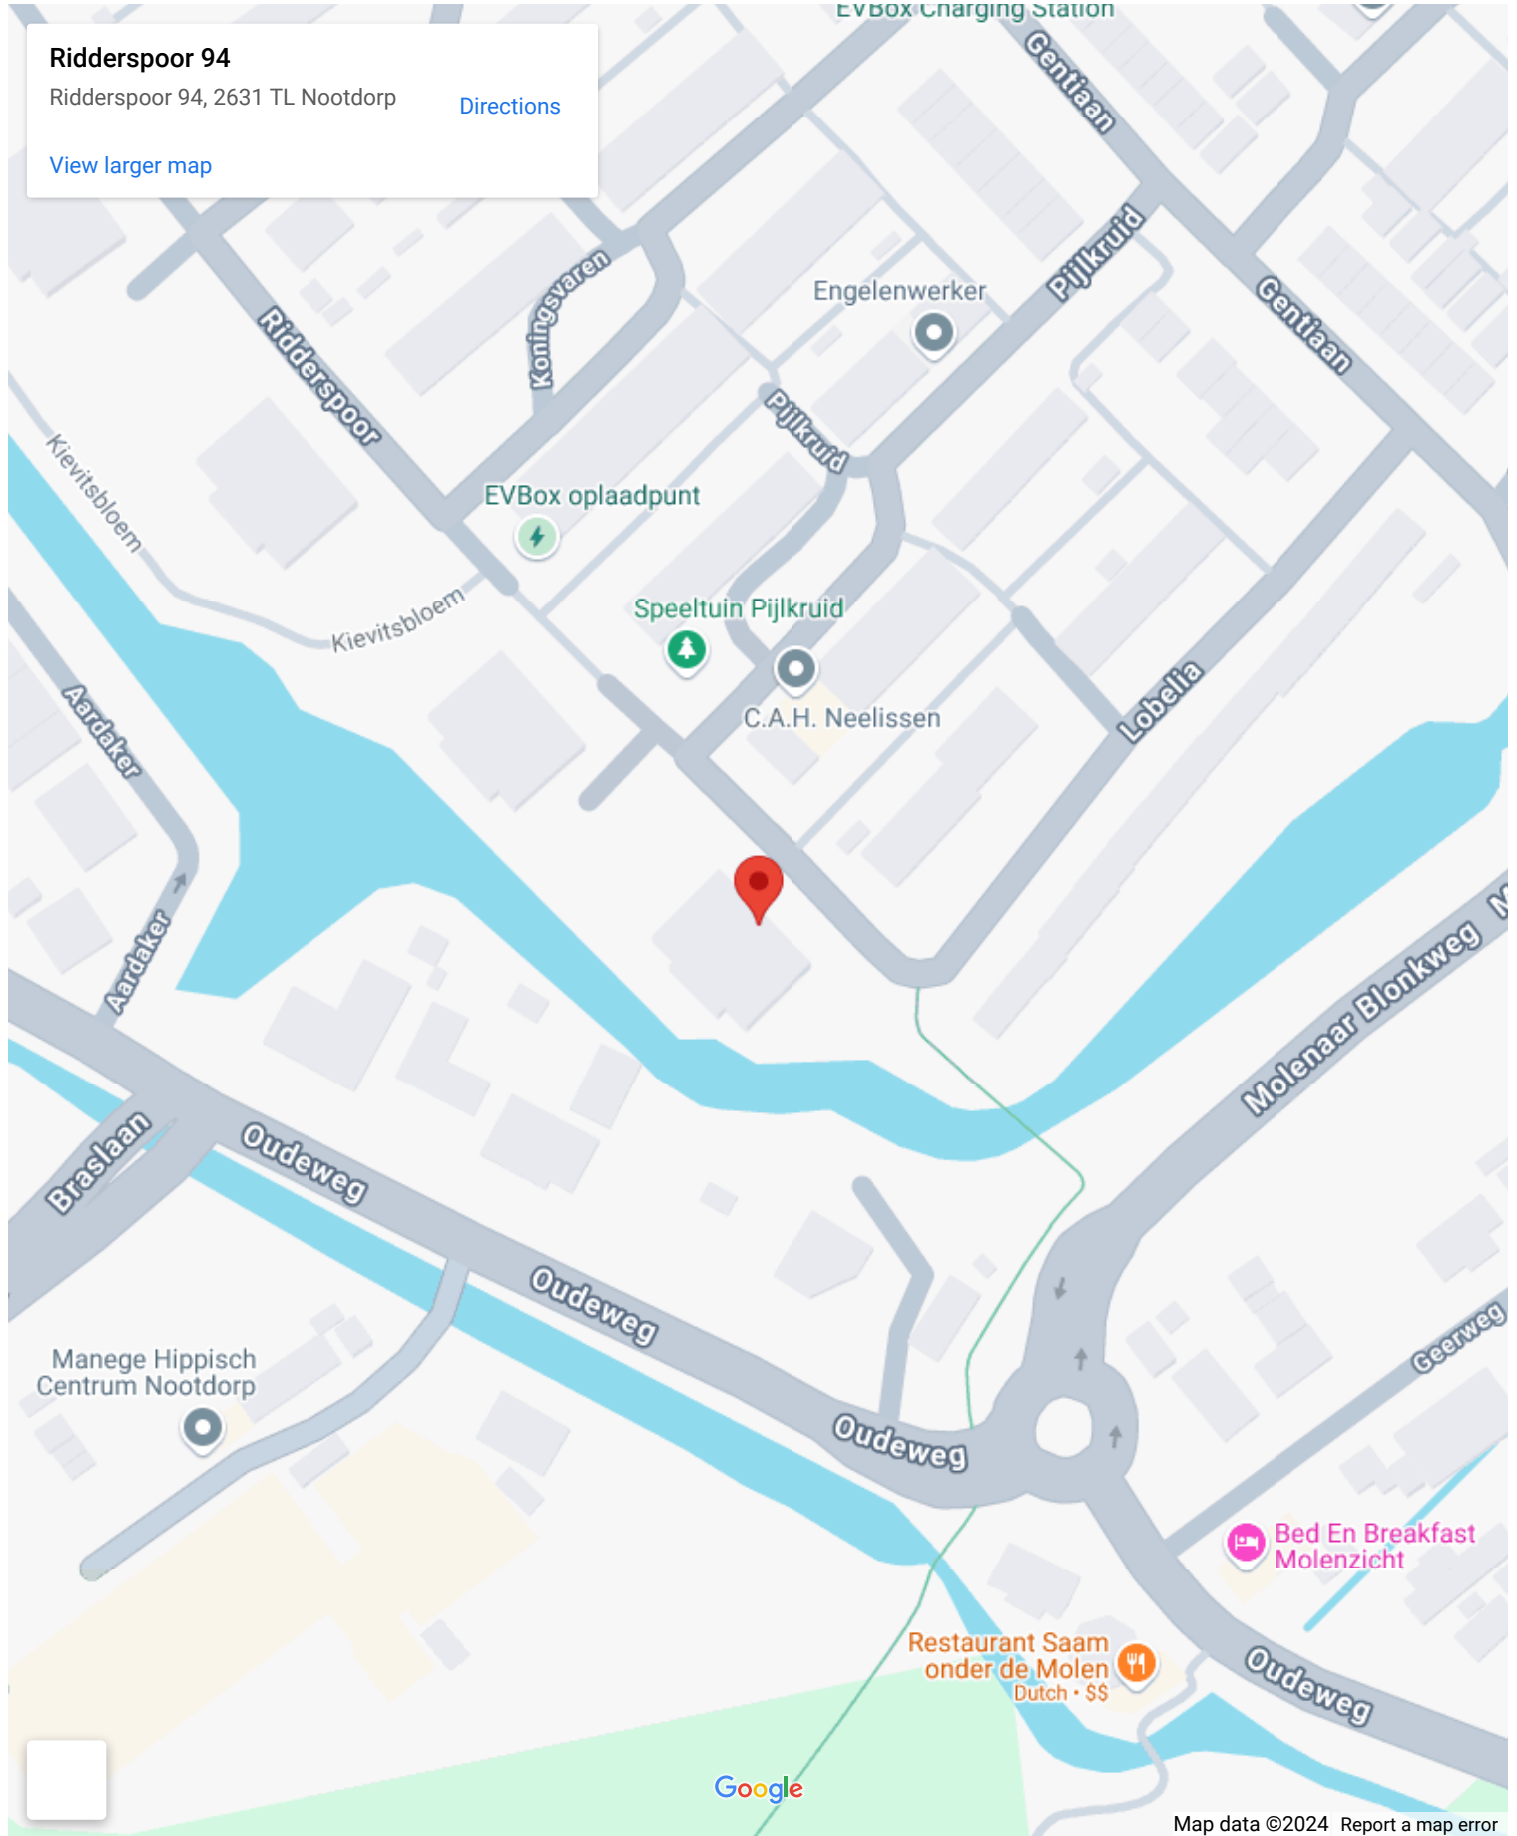 EVBox Charging Station
Ridderspoor 94
Ridderspoor 94, 2631 TL Nootdorp
Directions
View larger map
Gentiaan
Pijlkruid
Koningsvaren
Engelenwerker
Gentiaan
Ridderspoor
Pijlkruid
Kievitsbloem
EVBox oplaadpunt
Kievitsbloem
Speeltuin Pijlkruid
Aardaker
Lobelia
C.A.H. Neelissen
Aardaker
Molenaar Blonkweg
M
Braslaan
Oudeweg
Oudeweg
Geerweg
Manege Hippisch
Centrum Nootdorp
Oudeweg
Bed En Breakfast
Molenzicht
Restaurant Saam
onder de Molen
Dutch • $$
Oudeweg
Google
Map data ©2024
Report a map error